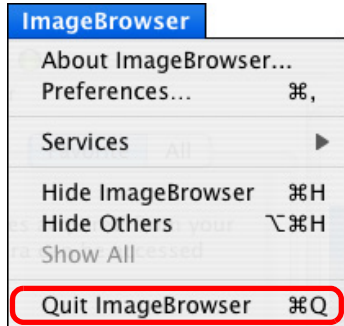 ImageBrowser
About ImageBrowser...
Preferences... ⌘,
Services ▶
Hide ImageBrowser ⌘H
Hide Others ⌥⌘H
Show All
Quit ImageBrowser ⌘Q